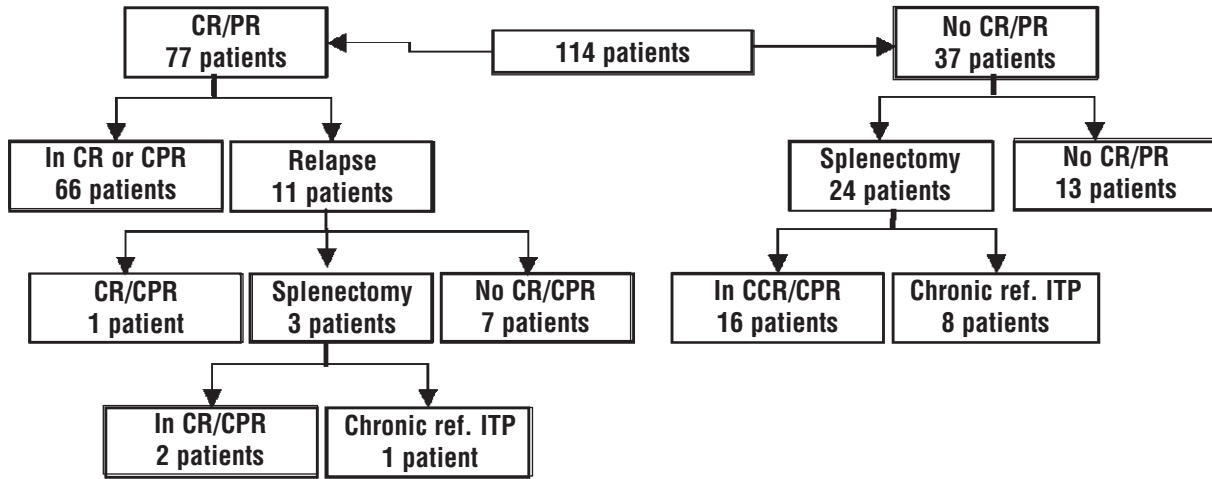 CR/PR
77 patients
114 patients
No CR/PR
37 patients
In CR or CPR
66 patients
Relapse
11 patients
Splenectomy
24 patients
No CR/PR
13 patients
CR/CPR
1 patient
Splenectomy
3 patients
No CR/CPR
7 patients
In CCR/CPR
16 patients
Chronic ref. ITP
8 patients
In CR/CPR
2 patients
Chronic ref. ITP
1 patient